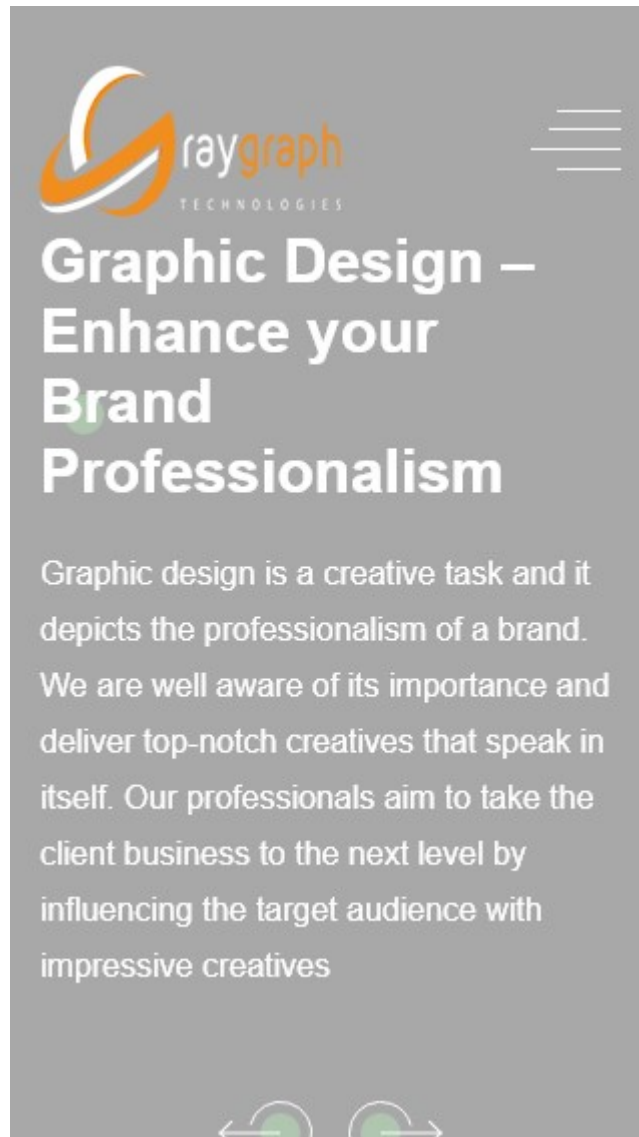 raygraph
TECHNOLOGIES
Graphic Design –
Enhance your
Brand
Professionalism
Graphic design is a creative task and it
depicts the professionalism of a brand.
We are well aware of its importance and
deliver top-notch creatives that speak in
itself. Our professionals aim to take the
client business to the next level by
influencing the target audience with
impressive creatives